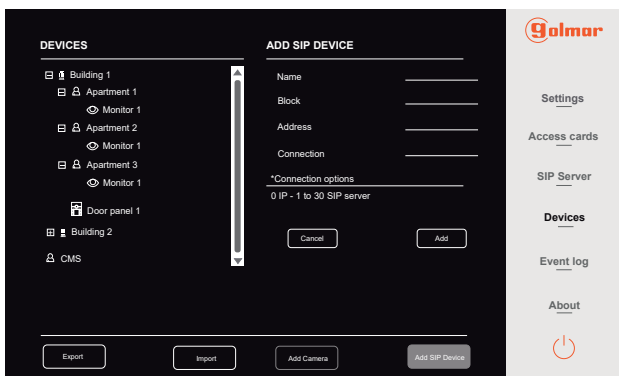 DEVICES
Building 1
Apartment 1
Monitor 1
Apartment 2
Monitor 1
Apartment 3
Monitor 1
Door panel 1
Building 2
CMS
ADD SIP DEVICE
Name
Block
Address
Connection
*Connection options
0 IP - 1 to 30 SIP server
Cancel
Add
Export
Import
Add Camera
Add SIP Device
golmar
Settings
Access cards
SIP Server
Devices
Event log
About